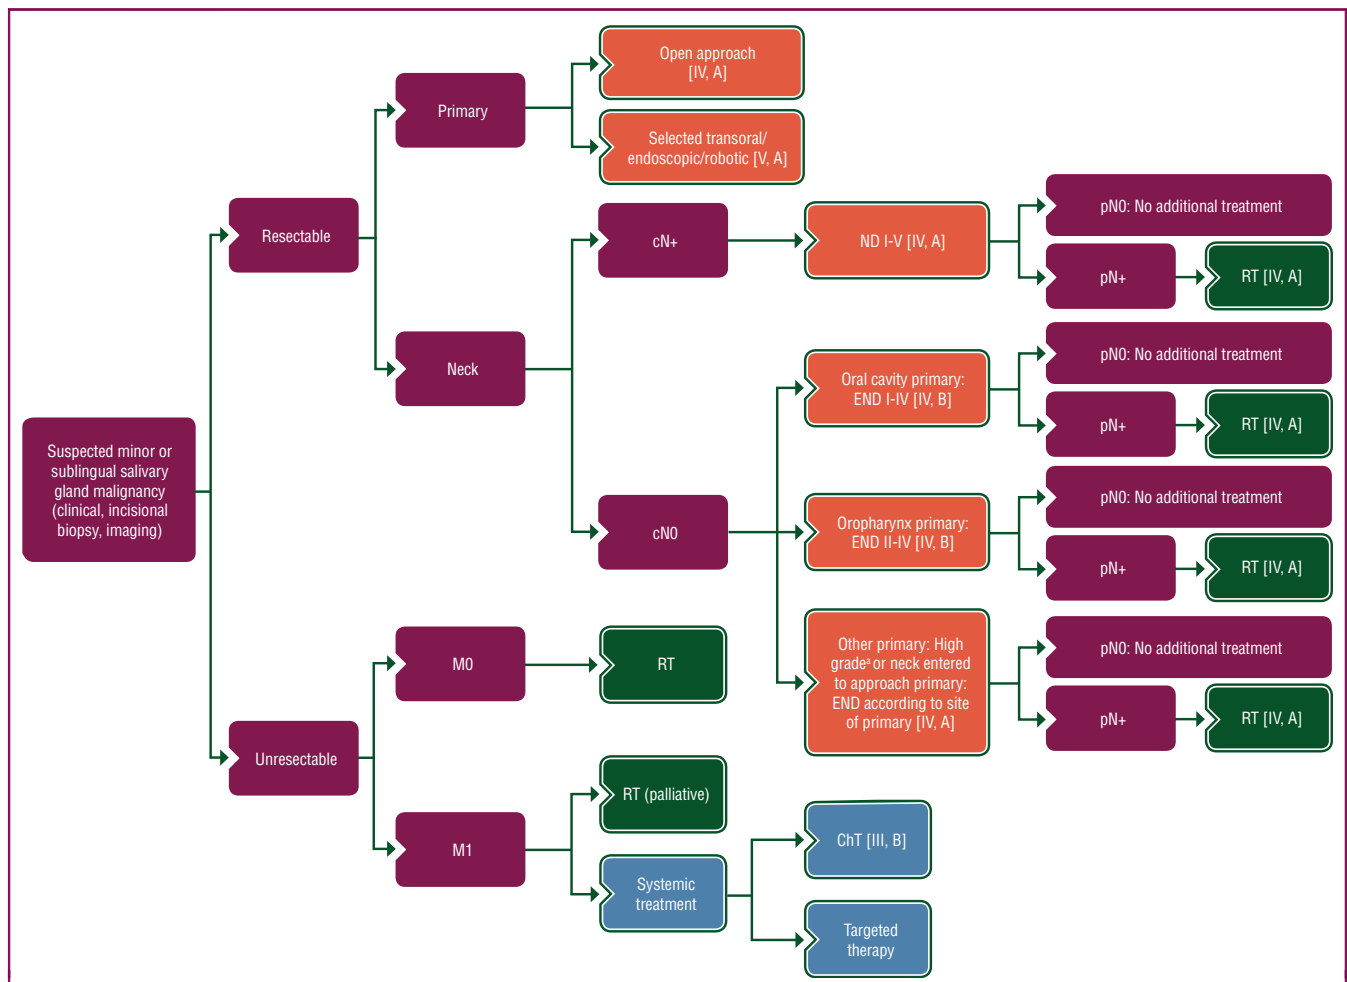 Open approach
[IV, A]
Primary
Selected transoral/
endoscopic/robotic [V, A]
Resectable
cN+
ND I-V [IV, A]
pN0: No additional treatment
pN+
RT [IV, A]
Neck
Oral cavity primary:
END I-IV [IV, B]
pN0: No additional treatment
pN+
RT [IV, A]
Suspected minor or
sublingual salivary
gland malignancy
(clinical, incisional
biopsy, imaging)
cN0
Oropharynx primary:
END II-IV [IV, B]
pN0: No additional treatment
pN+
RT [IV, A]
Other primary: High
gradeᵃ or neck entered
to approach primary:
END according to site
of primary [IV, A]
pN0: No additional treatment
pN+
RT [IV, A]
Unresectable
M0
RT
M1
RT (palliative)
Systemic
treatment
ChT [III, B]
Targeted
therapy